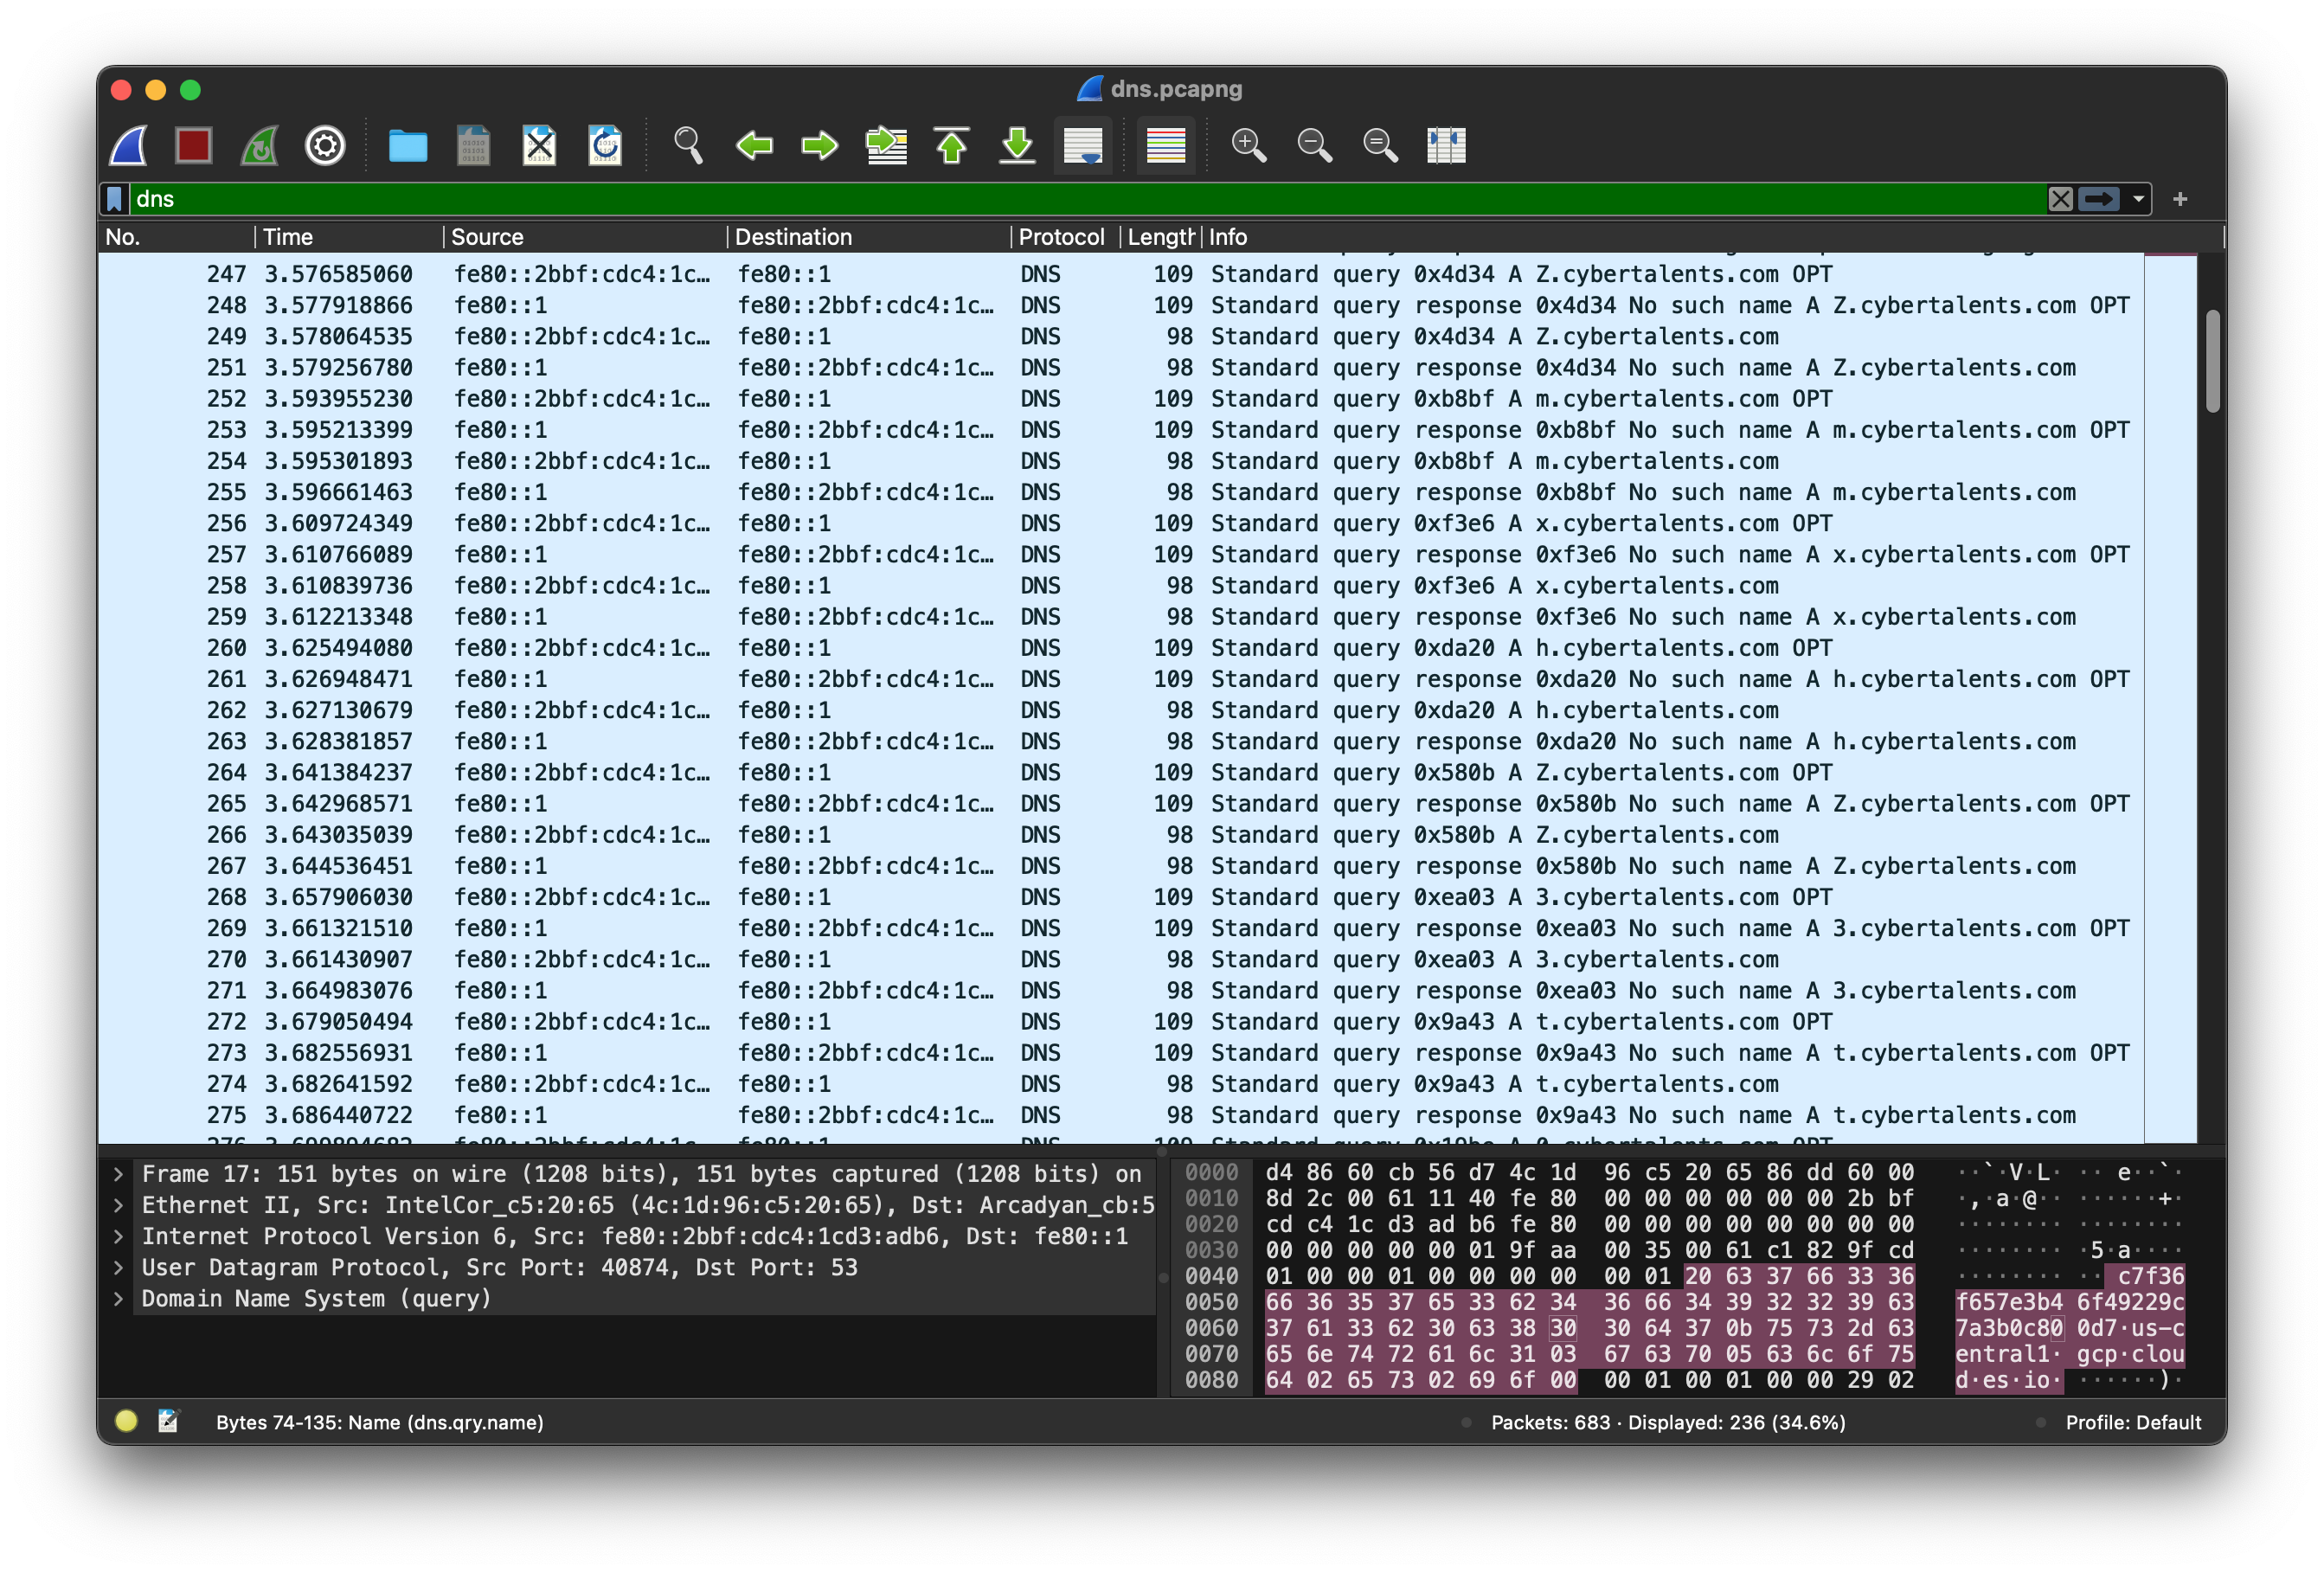 dns.pcapng
dns
No. Time Source Destination Protocol Length Info
247 3.576585060 fe80::2bbf:cdc4:1c… fe80::1 DNS 109 Standard query 0x4d34 A Z.cybertalents.com OPT
248 3.577918866 fe80::1 fe80::2bbf:cdc4:1c… DNS 109 Standard query response 0x4d34 No such name A Z.cybertalents.com OPT
249 3.578064535 fe80::2bbf:cdc4:1c… fe80::1 DNS 98 Standard query 0x4d34 A Z.cybertalents.com
251 3.579256780 fe80::1 fe80::2bbf:cdc4:1c… DNS 98 Standard query response 0x4d34 No such name A Z.cybertalents.com
252 3.593955230 fe80::2bbf:cdc4:1c… fe80::1 DNS 109 Standard query 0xb8bf A m.cybertalents.com OPT
253 3.595213399 fe80::1 fe80::2bbf:cdc4:1c… DNS 109 Standard query response 0xb8bf No such name A m.cybertalents.com OPT
254 3.595301893 fe80::2bbf:cdc4:1c… fe80::1 DNS 98 Standard query 0xb8bf A m.cybertalents.com
255 3.596661463 fe80::1 fe80::2bbf:cdc4:1c… DNS 98 Standard query response 0xb8bf No such name A m.cybertalents.com
256 3.609724349 fe80::2bbf:cdc4:1c… fe80::1 DNS 109 Standard query 0xf3e6 A x.cybertalents.com OPT
257 3.610766089 fe80::1 fe80::2bbf:cdc4:1c… DNS 109 Standard query response 0xf3e6 No such name A x.cybertalents.com OPT
258 3.610839736 fe80::2bbf:cdc4:1c… fe80::1 DNS 98 Standard query 0xf3e6 A x.cybertalents.com
259 3.612213348 fe80::1 fe80::2bbf:cdc4:1c… DNS 98 Standard query response 0xf3e6 No such name A x.cybertalents.com
260 3.625494080 fe80::2bbf:cdc4:1c… fe80::1 DNS 109 Standard query 0xda20 A h.cybertalents.com OPT
261 3.626948471 fe80::1 fe80::2bbf:cdc4:1c… DNS 109 Standard query response 0xda20 No such name A h.cybertalents.com OPT
262 3.627130679 fe80::2bbf:cdc4:1c… fe80::1 DNS 98 Standard query 0xda20 A h.cybertalents.com
263 3.628381857 fe80::1 fe80::2bbf:cdc4:1c… DNS 98 Standard query response 0xda20 No such name A h.cybertalents.com
264 3.641384237 fe80::2bbf:cdc4:1c… fe80::1 DNS 109 Standard query 0x580b A Z.cybertalents.com OPT
265 3.642968571 fe80::1 fe80::2bbf:cdc4:1c… DNS 109 Standard query response 0x580b No such name A Z.cybertalents.com OPT
266 3.643035039 fe80::2bbf:cdc4:1c… fe80::1 DNS 98 Standard query 0x580b A Z.cybertalents.com
267 3.644536451 fe80::1 fe80::2bbf:cdc4:1c… DNS 98 Standard query response 0x580b No such name A Z.cybertalents.com
268 3.657906030 fe80::2bbf:cdc4:1c… fe80::1 DNS 109 Standard query 0xea03 A 3.cybertalents.com OPT
269 3.661321510 fe80::1 fe80::2bbf:cdc4:1c… DNS 109 Standard query response 0xea03 No such name A 3.cybertalents.com OPT
270 3.661430907 fe80::2bbf:cdc4:1c… fe80::1 DNS 98 Standard query 0xea03 A 3.cybertalents.com
271 3.664983076 fe80::1 fe80::2bbf:cdc4:1c… DNS 98 Standard query response 0xea03 No such name A 3.cybertalents.com
272 3.679050494 fe80::2bbf:cdc4:1c… fe80::1 DNS 109 Standard query 0x9a43 A t.cybertalents.com OPT
273 3.682556931 fe80::1 fe80::2bbf:cdc4:1c… DNS 109 Standard query response 0x9a43 No such name A t.cybertalents.com OPT
274 3.682641592 fe80::2bbf:cdc4:1c… fe80::1 DNS 98 Standard query 0x9a43 A t.cybertalents.com
275 3.686440722 fe80::1 fe80::2bbf:cdc4:1c… DNS 98 Standard query response 0x9a43 No such name A t.cybertalents.com
Frame 17: 151 bytes on wire (1208 bits), 151 bytes captured (1208 bits) on
Ethernet II, Src: IntelCor_c5:20:65 (4c:1d:96:c5:20:65), Dst: Arcadyan_cb:5
Internet Protocol Version 6, Src: fe80::2bbf:cdc4:1cd3:adb6, Dst: fe80::1
User Datagram Protocol, Src Port: 40874, Dst Port: 53
Domain Name System (query)
0000 d4 86 60 cb 56 d7 4c 1d 96 c5 20 65 86 dd 60 00 ··`·V·L· ·· e··`·
0010 8d 2c 00 61 11 40 fe 80 00 00 00 00 00 00 2b bf ·,·a·@·· ······+·
0020 cd c4 1c d3 ad b6 fe 80 00 00 00 00 00 00 00 00 ········ ········
0030 00 00 00 00 00 01 9f aa 00 35 00 61 c1 82 9f cd ········ ·5·a····
0040 01 00 00 01 00 00 00 00 00 01 20 63 37 66 33 36 ········ ·· c7f36
0050 66 36 35 37 65 33 62 34 36 66 34 39 32 32 39 63 f657e3b4 6f49229c
0060 37 61 33 62 30 63 38 30 30 64 37 0b 75 73 2d 63 7a3b0c80 0d7·us-c
0070 65 6e 74 72 61 6c 31 03 67 63 70 05 63 6c 6f 75 entral1· gcp·clou
0080 64 02 65 73 02 69 6f 00 00 01 00 01 00 00 29 02 d·es·io· ······)·
Bytes 74-135: Name (dns.qry.name) Packets: 683 · Displayed: 236 (34.6%) Profile: Default